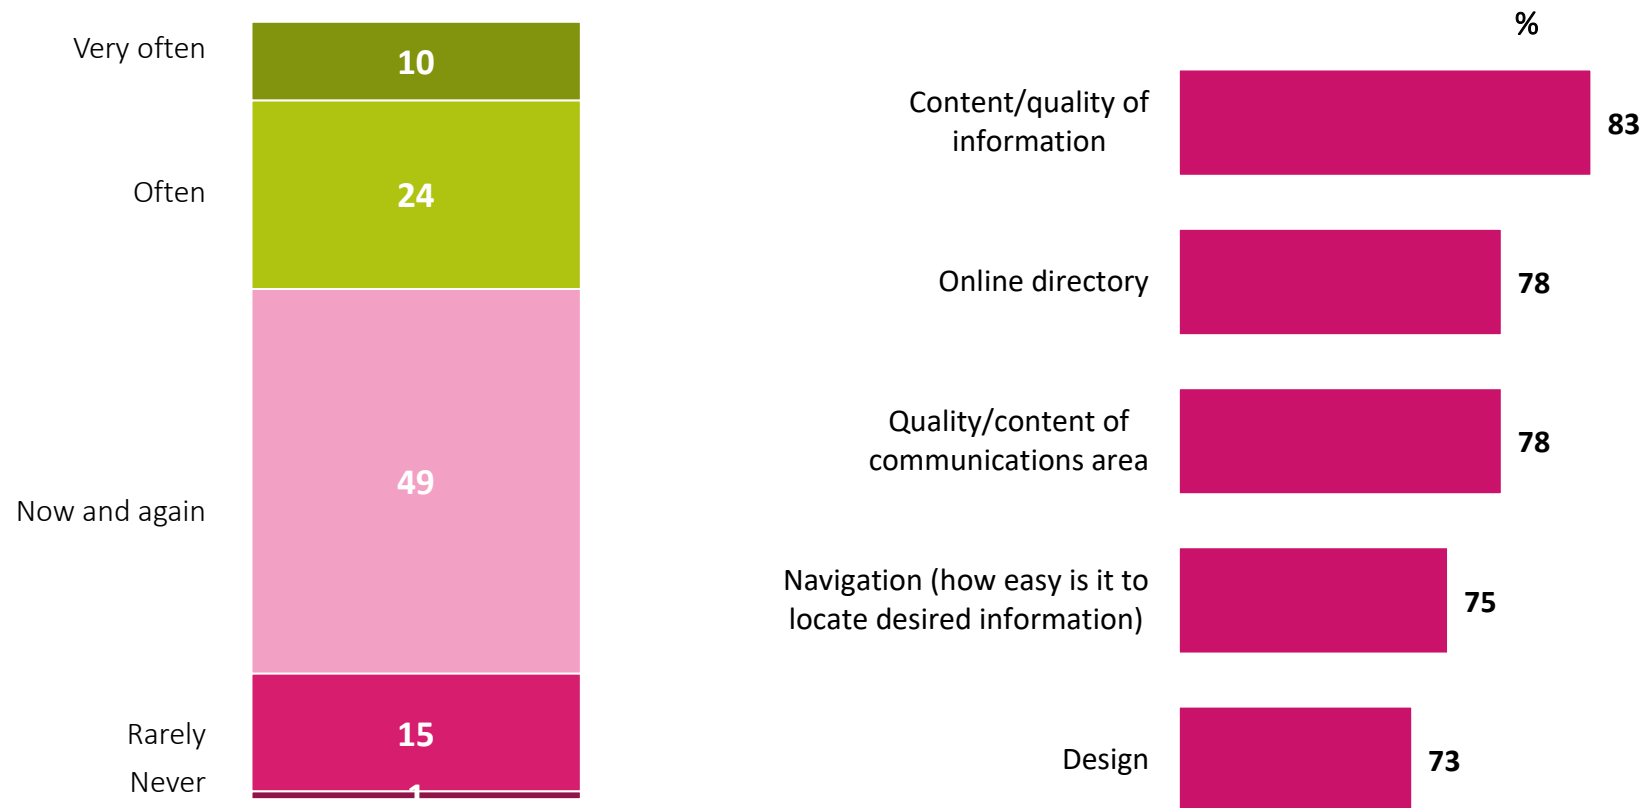 Very often
10
Often
24
Now and again
49
Rarely
15
Never
1
%
Content/quality of
information
83
Online directory
78
Quality/content of
communications area
78
Navigation (how easy is it to
locate desired information)
75
Design
73